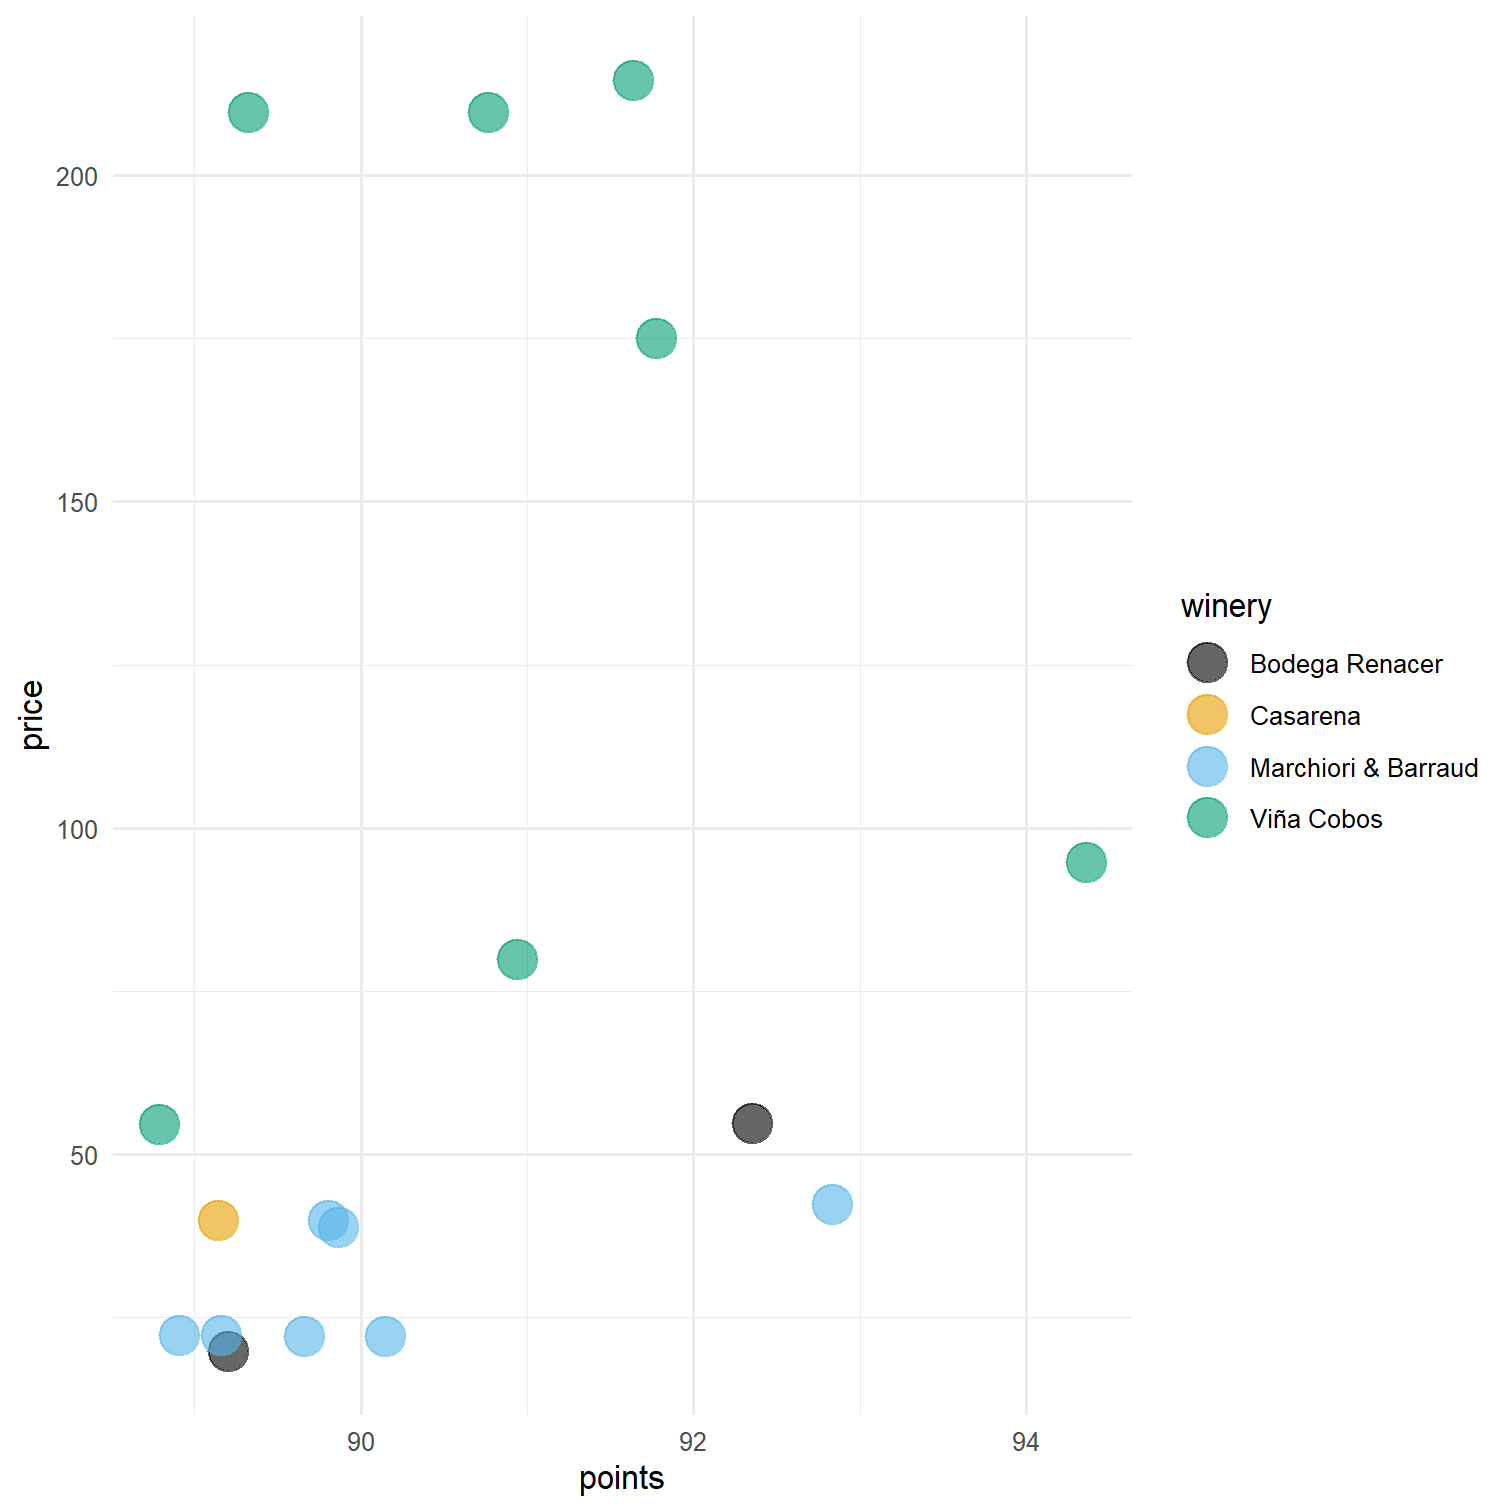 200
150
100
50
90
92
94
points
price
winery
Bodega Renacer
Casarena
Marchiori & Barraud
Viña Cobos